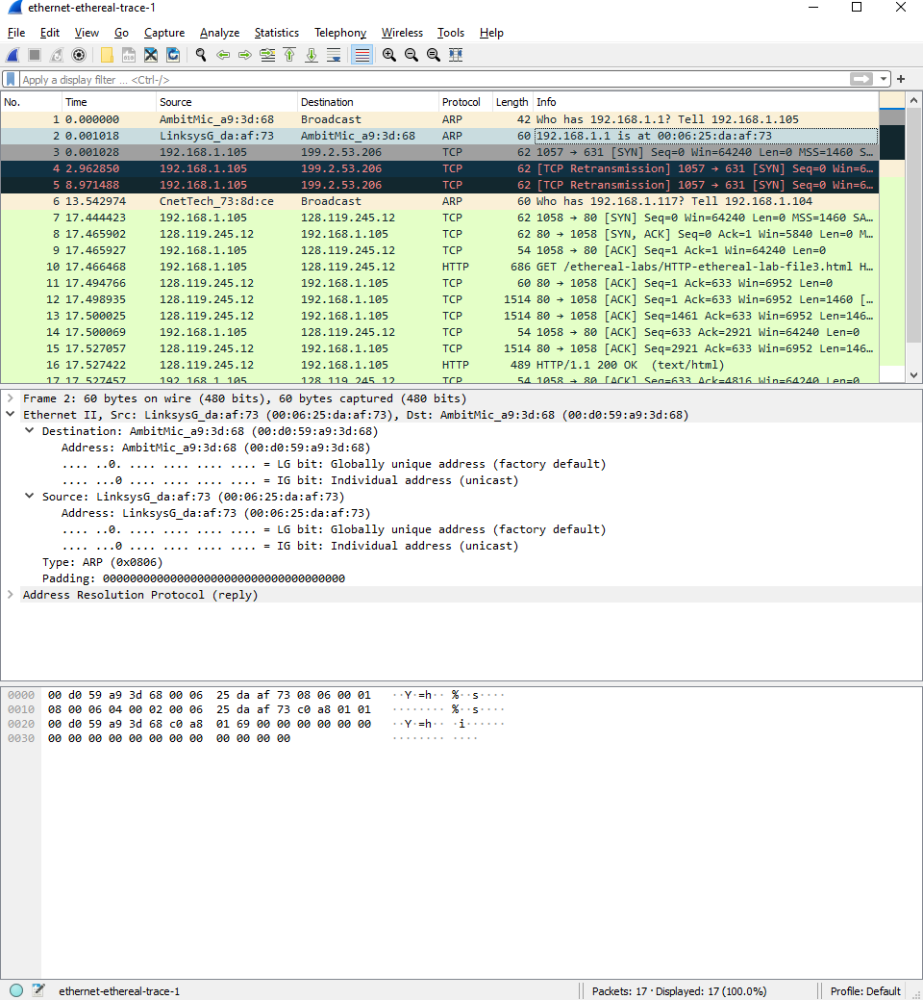 ethernet-ethereal-trace-1
File Edit View Go Capture Analyze Statistics Telephony Wireless Tools Help
Apply a display filter ... <Ctrl-/>
No. Time Source Destination Protocol Length Info
1 0.000000 AmbitMic_a9:3d:68 Broadcast ARP 42 Who has 192.168.1.1? Tell 192.168.1.105
2 0.001018 LinksysG_da:af:73 AmbitMic_a9:3d:68 ARP 60 192.168.1.1 is at 00:06:25:da:af:73
3 0.001028 192.168.1.105 199.2.53.206 TCP 62 1057 → 631 [SYN] Seq=0 Win=64240 Len=0 MSS=1460 S…
4 2.962850 192.168.1.105 199.2.53.206 TCP 62 [TCP Retransmission] 1057 → 631 [SYN] Seq=0 Win=6…
5 8.971488 192.168.1.105 199.2.53.206 TCP 62 [TCP Retransmission] 1057 → 631 [SYN] Seq=0 Win=6…
6 13.542974 CnetTech_73:8d:ce Broadcast ARP 60 Who has 192.168.1.117? Tell 192.168.1.104
7 17.444423 192.168.1.105 128.119.245.12 TCP 62 1058 → 80 [SYN] Seq=0 Win=64240 Len=0 MSS=1460 SA…
8 17.465902 128.119.245.12 192.168.1.105 TCP 62 80 → 1058 [SYN, ACK] Seq=0 Ack=1 Win=5840 Len=0 M…
9 17.465927 192.168.1.105 128.119.245.12 TCP 54 1058 → 80 [ACK] Seq=1 Ack=1 Win=64240 Len=0
10 17.466468 192.168.1.105 128.119.245.12 HTTP 686 GET /ethereal-labs/HTTP-ethereal-lab-file3.html H…
11 17.494766 128.119.245.12 192.168.1.105 TCP 60 80 → 1058 [ACK] Seq=1 Ack=633 Win=6952 Len=0
12 17.498935 128.119.245.12 192.168.1.105 TCP 1514 80 → 1058 [ACK] Seq=1 Ack=633 Win=6952 Len=1460 […
13 17.500025 128.119.245.12 192.168.1.105 TCP 1514 80 → 1058 [ACK] Seq=1461 Ack=633 Win=6952 Len=146…
14 17.500069 192.168.1.105 128.119.245.12 TCP 54 1058 → 80 [ACK] Seq=633 Ack=2921 Win=64240 Len=0
15 17.527057 128.119.245.12 192.168.1.105 TCP 1514 80 → 1058 [ACK] Seq=2921 Ack=633 Win=6952 Len=146…
16 17.527422 128.119.245.12 192.168.1.105 HTTP 489 HTTP/1.1 200 OK (text/html)
17 17.527457 192.168.1.105 128.119.245.12 TCP 54 1058 → 80 [ACK] Seq=633 Ack=4816 Win=64240 Len=0
Frame 2: 60 bytes on wire (480 bits), 60 bytes captured (480 bits)
Ethernet II, Src: LinksysG_da:af:73 (00:06:25:da:af:73), Dst: AmbitMic_a9:3d:68 (00:d0:59:a9:3d:68)
Destination: AmbitMic_a9:3d:68 (00:d0:59:a9:3d:68)
Address: AmbitMic_a9:3d:68 (00:d0:59:a9:3d:68)
.... ..0. .... .... .... .... = LG bit: Globally unique address (factory default)
.... ...0 .... .... .... .... = IG bit: Individual address (unicast)
Source: LinksysG_da:af:73 (00:06:25:da:af:73)
Address: LinksysG_da:af:73 (00:06:25:da:af:73)
.... ..0. .... .... .... .... = LG bit: Globally unique address (factory default)
.... ...0 .... .... .... .... = IG bit: Individual address (unicast)
Type: ARP (0x0806)
Padding: 000000000000000000000000000000000000
Address Resolution Protocol (reply)
0000 00 d0 59 a9 3d 68 00 06 25 da af 73 08 06 00 01 ··Y·=h·· %··s····
0010 08 00 06 04 00 02 00 06 25 da af 73 c0 a8 01 01 ········ %··s····
0020 00 d0 59 a9 3d 68 c0 a8 01 69 00 00 00 00 00 00 ··Y·=h·· ·i······
0030 00 00 00 00 00 00 00 00 00 00 00 00 ········ ····
ethernet-ethereal-trace-1 Packets: 17 · Displayed: 17 (100.0%) Profile: Default